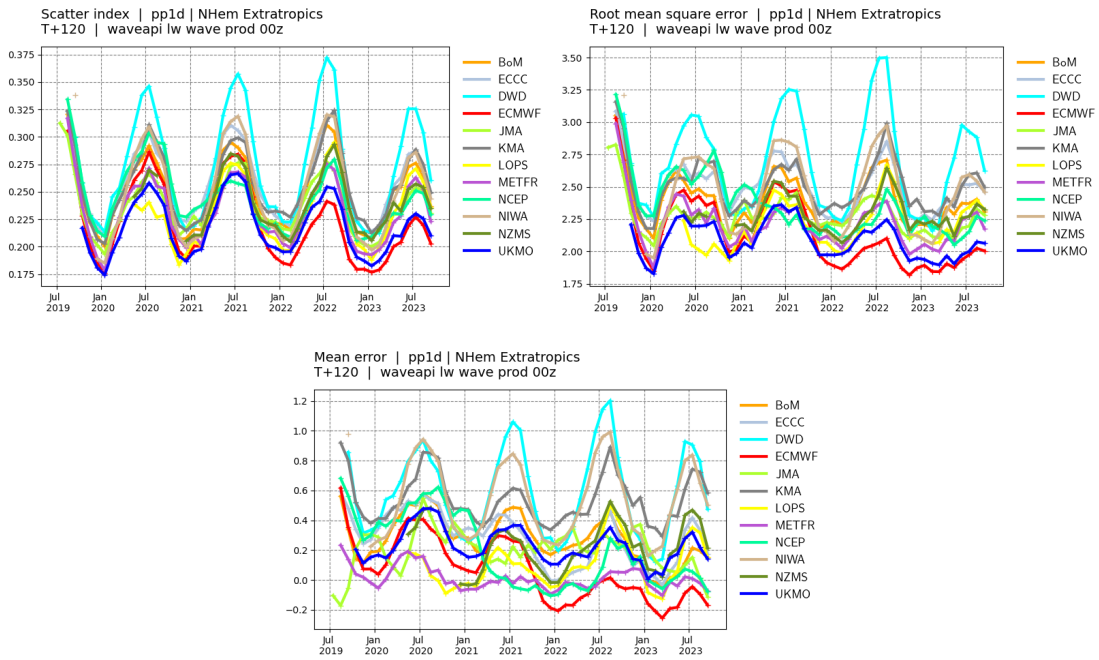 Scatter index | pp1d | NHem Extratropics
T+120 | waveapi lw wave prod 00z
0.375
0.350
0.325
0.300
0.275
0.250
0.225
0.200
0.175
Jul Jan Jul Jan Jul Jan Jul Jan Jul
2019 2020 2020 2021 2021 2022 2022 2023 2023
BoM
ECCC
DWD
ECMWF
JMA
KMA
LOPS
METFR
NCEP
NIWA
NZMS
UKMO
Root mean square error | pp1d | NHem Extratropics
T+120 | waveapi lw wave prod 00z
3.50
3.25
3.00
2.75
2.50
2.25
2.00
1.75
Jul Jan Jul Jan Jul Jan Jul Jan Jul
2019 2020 2020 2021 2021 2022 2022 2023 2023
BoM
ECCC
DWD
ECMWF
JMA
KMA
LOPS
METFR
NCEP
NIWA
NZMS
UKMO
Mean error | pp1d | NHem Extratropics
T+120 | waveapi lw wave prod 00z
1.2
1.0
0.8
0.6
0.4
0.2
0.0
−0.2
Jul Jan Jul Jan Jul Jan Jul Jan Jul
2019 2020 2020 2021 2021 2022 2022 2023 2023
BoM
ECCC
DWD
ECMWF
JMA
KMA
LOPS
METFR
NCEP
NIWA
NZMS
UKMO